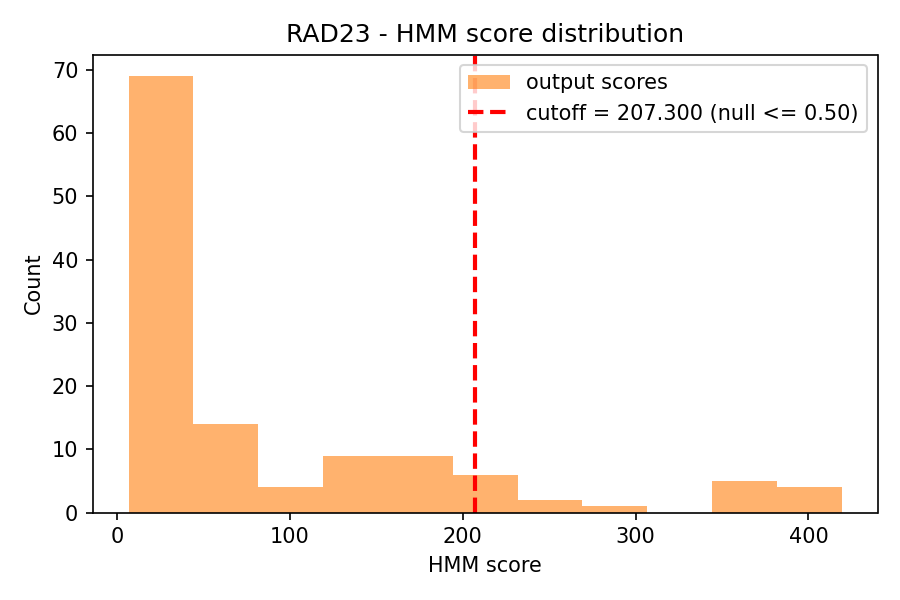 RAD23 - HMM score distribution
output scores
cutoff = 207.300 (null <= 0.50)
Count
70
60
50
40
30
20
10
0
0 100 200 300 400
HMM score